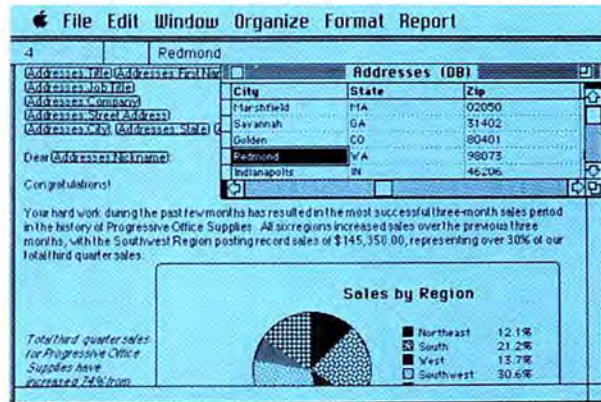 File Edit Window Organize Format Report
4 Redmond
Addresses (DB)
City State Zip
Marshfield MA 02050
Savannah GA 31402
Golden CO 80401
Redmond WA 98073
Indianapolis IN 46206
Addresses:Title Addresses:First
Addresses:Job Title
Addresses:Company
Addresses:Street Address
Addresses:City Addresses:State
Dear Addresses:Nickname:
Congratulations!
Your hard work during the past few months has resulted in the most successful three-month sales period
in the history of Progressive Office Supplies. All six regions increased sales over the previous three
months, with the Southwest Region posting record sales of $145,350.00, representing over 30% of our
total third quarter sales.
Sales by Region
Northeast 12.1%
South 21.2%
West 13.7%
Southwest 30.6%
Total third quarter sales
for Progressive Office
Supplies have
increased 74% from